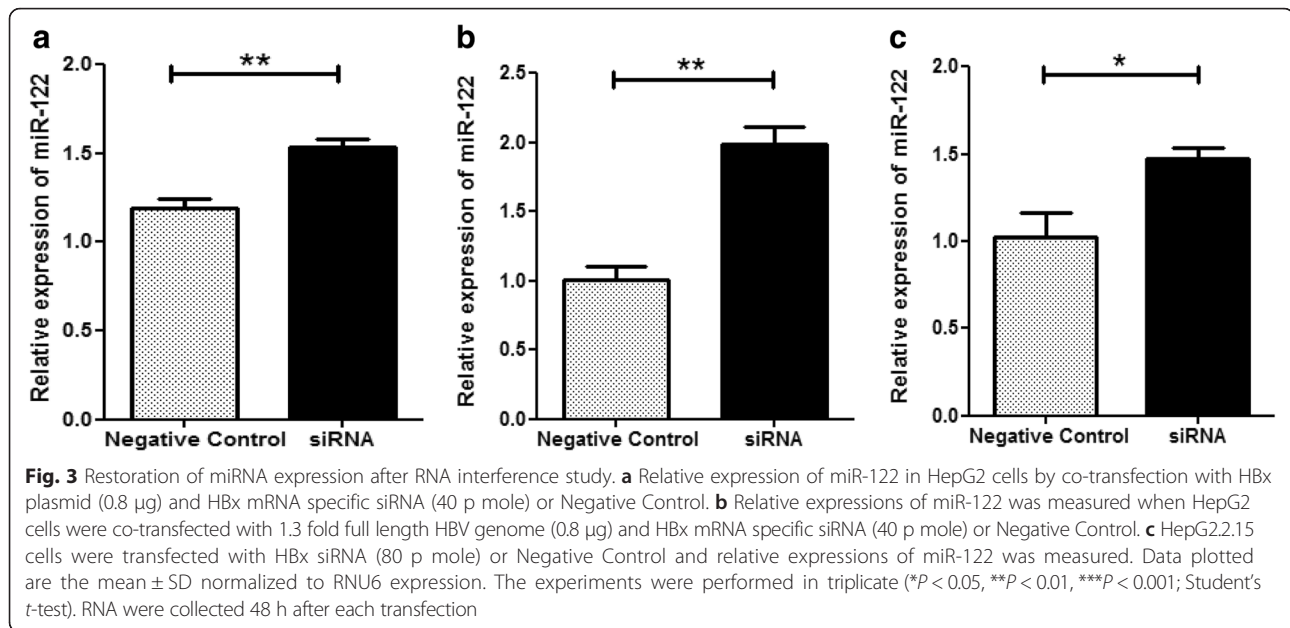 a
**
2.0
1.5
1.0
0.5
0.0
Relative expression of miR-122
Negative Control
siRNA
b
**
2.5
2.0
1.5
1.0
0.5
0.0
Relative expression of miR-122
Negative Control
siRNA
c
*
2.0
1.5
1.0
0.5
0.0
Relative expression of miR-122
Negative Control
siRNA
Fig. 3 Restoration of miRNA expression after RNA interference study. a Relative expression of miR-122 in HepG2 cells by co-transfection with HBx
plasmid (0.8 μg) and HBx mRNA specific siRNA (40 p mole) or Negative Control. b Relative expressions of miR-122 was measured when HepG2
cells were co-transfected with 1.3 fold full length HBV genome (0.8 μg) and HBx mRNA specific siRNA (40 p mole) or Negative Control. c HepG2.2.15
cells were transfected with HBx siRNA (80 p mole) or Negative Control and relative expressions of miR-122 was measured. Data plotted
are the mean ± SD normalized to RNU6 expression. The experiments were performed in triplicate (*P < 0.05, **P < 0.01, ***P < 0.001; Student's
t-test). RNA were collected 48 h after each transfection